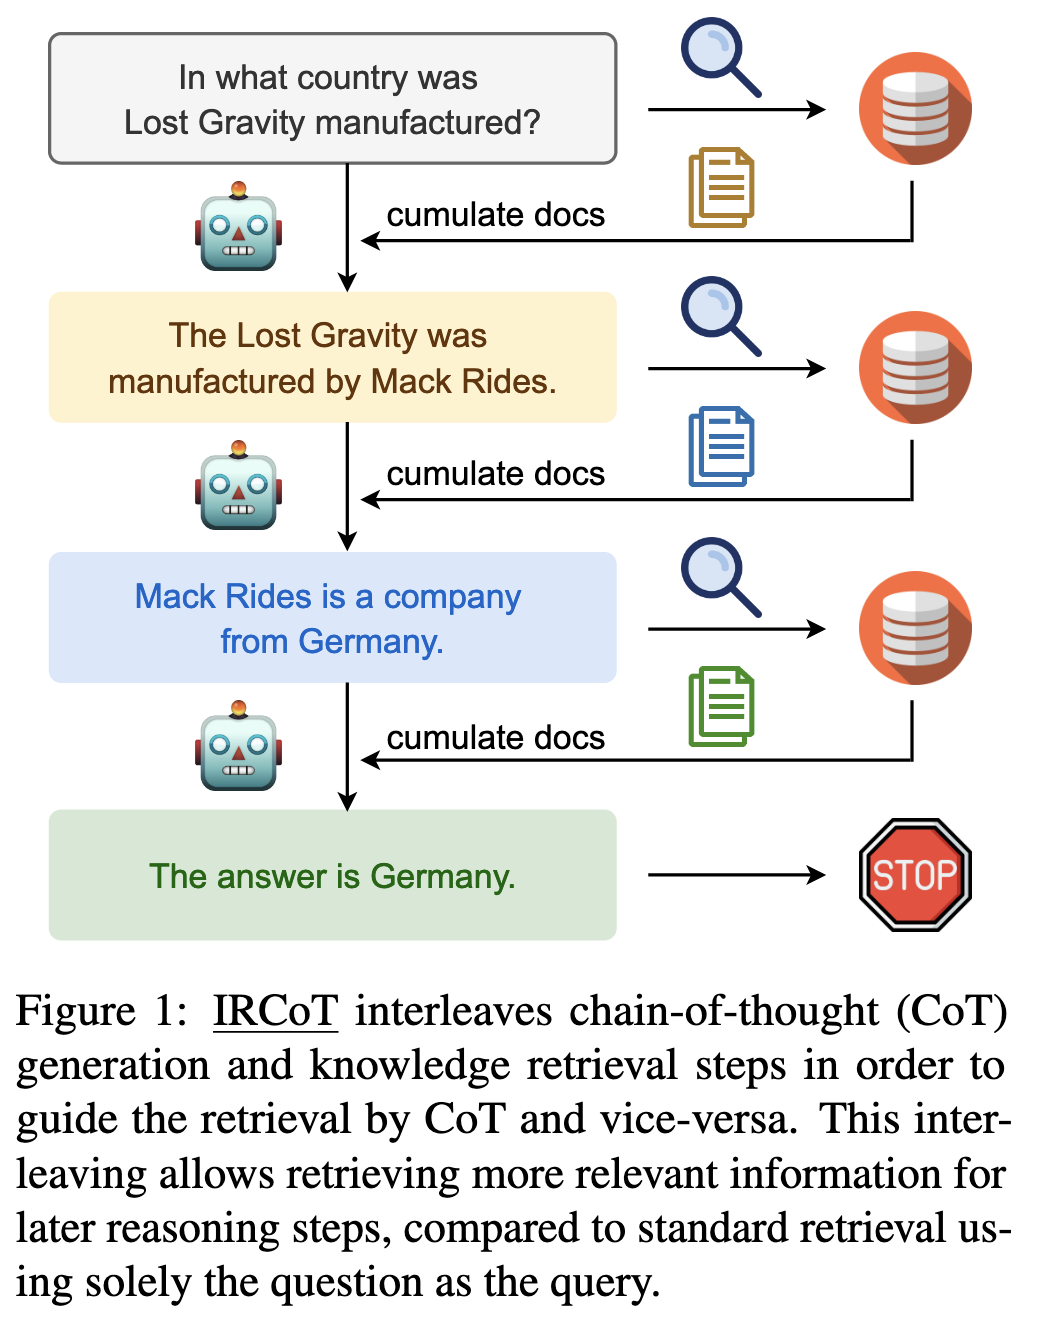 In what country was
Lost Gravity manufactured?
cumulate docs
The Lost Gravity was
manufactured by Mack Rides.
cumulate docs
Mack Rides is a company
from Germany.
cumulate docs
The answer is Germany.
STOP
Figure 1: IRCoT interleaves chain-of-thought (CoT)
generation and knowledge retrieval steps in order to
guide the retrieval by CoT and vice-versa. This inter-
leaving allows retrieving more relevant information for
later reasoning steps, compared to standard retrieval us-
ing solely the question as the query.